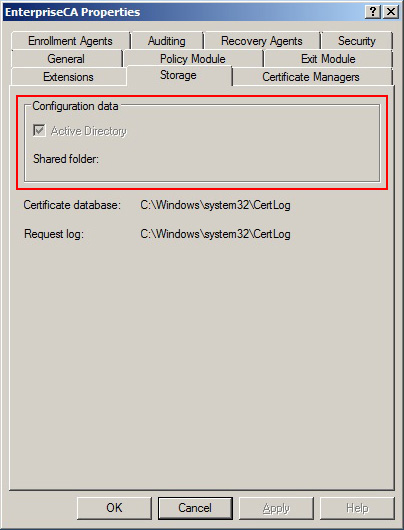 EnterpriseCA Properties
Enrollment Agents Auditing Recovery Agents Security
General Policy Module Exit Module
Extensions Storage Certificate Managers
Configuration data
Active Directory
Shared folder:
Certificate database: C:\Windows\system32\CertLog
Request log: C:\Windows\system32\CertLog
OK Cancel Apply Help